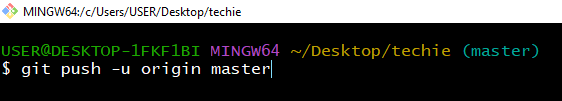 MINGW64:/c/Users/USER/Desktop/techie
USER@DESKTOP-1FKF1BI MINGW64 ~/Desktop/techie (master)
$ git push -u origin master